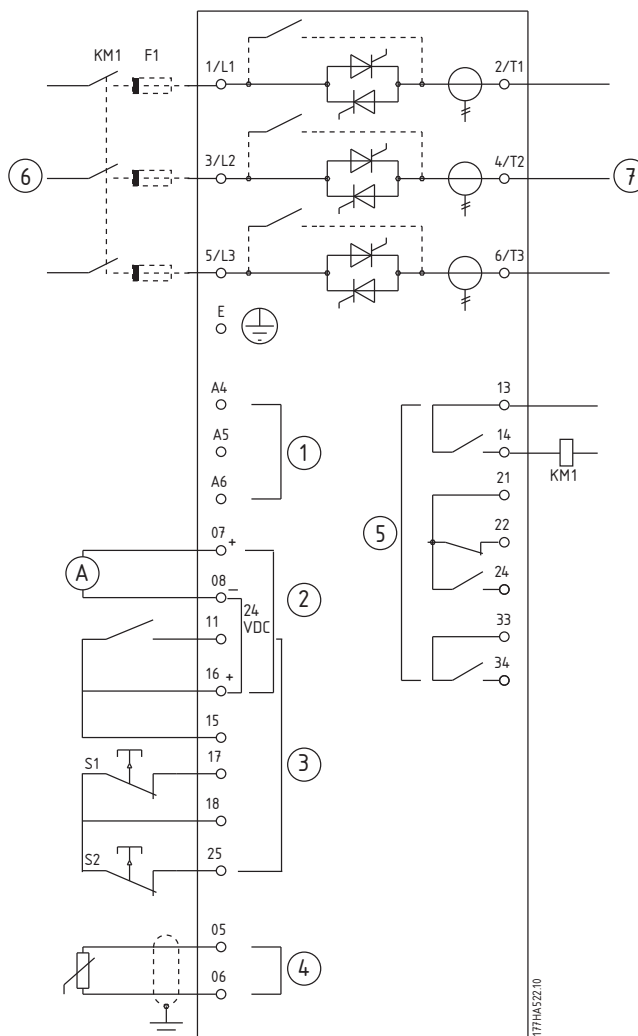 KM1 F1 1/L1 2/T1
6 3/L2 4/T2 7
5/L3 6/T3
E
A4 13
A5 1 14
A6 KM1
21
07 + 5 22
A 08 – 2 24
24
VDC
11 33
16 + 34
15
S1 17 3
18
S2 25
05
4
06
177HA522.10